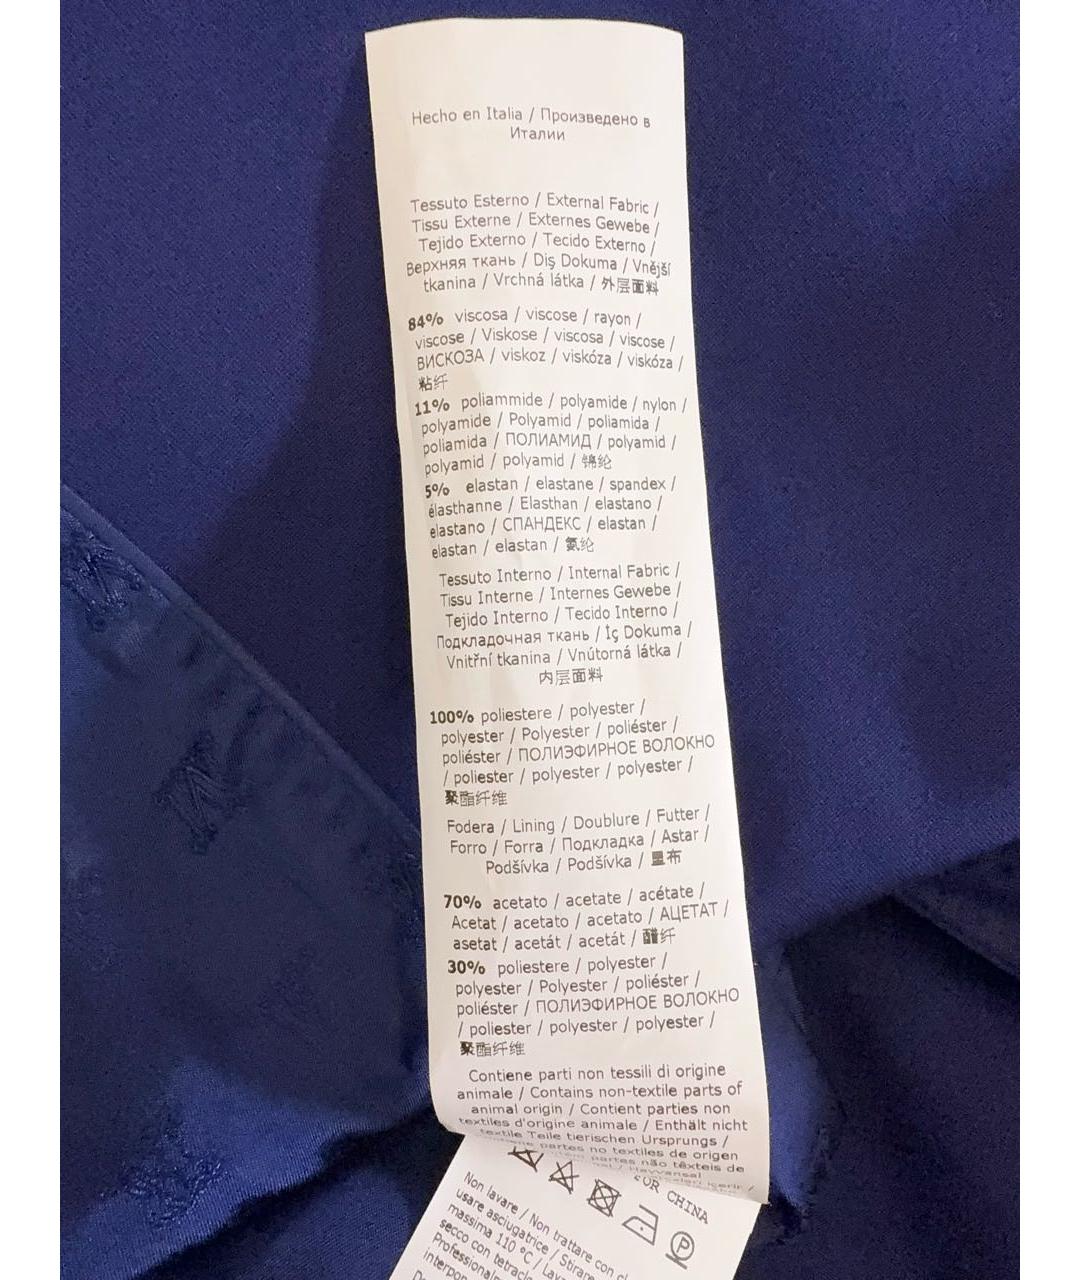 Hecho en Italia / Произведено в
Италии
Tessuto Esterno / External Fabric /
Tissu Externe / Externes Gewebe /
Tejido Externo / Tecido Externo /
Верхняя ткань / Diş Dokuma / Vnější
tkanina / Vrchná látka / 外层面料
84% viscosa / viscose / rayon /
viscose / Viskose / viscosa / viscose /
ВИСКОЗА / viskoz / viskóza / viskóza /
粘纤
11% poliammide / polyamide / nylon /
polyamide / Polyamid / poliamida /
poliamida / ПОЛИАМИД / polyamid /
polyamid / polyamid / 锦纶
5% elastan / elastane / spandex /
élasthanne / Elasthan / elastano /
elastano / СПАНДЕКС / elastan /
elastan / elastan / 氨纶
Tessuto Interno / Internal Fabric /
Tissu Interne / Internes Gewebe /
Tejido Interno / Tecido Interno /
Подкладочная ткань / İç Dokuma /
Vnitřní tkanina / Vnútorná látka /
内层面料
100% poliestere / polyester /
polyester / Polyester / poliéster /
poliéster / ПОЛИЭФИРНОЕ ВОЛОКНО
/ poliester / polyester / polyester /
聚酯纤维
Fodera / Lining / Doublure / Futter /
Forro / Forra / Подкладка / Astar /
Podšívka / Podšívka / 里布
70% acetato / acetate / acétate /
Acetat / acetato / acetato / АЦЕТАТ /
asetat / acetát / acetát / 醋纤
30% poliestere / polyester /
polyester / Polyester / poliéster /
poliéster / ПОЛИЭФИРНОЕ ВОЛОКНО
/ poliester / polyester / polyester /
聚酯纤维
Contiene parti non tessili di origine
animale / Contains non-textile parts of
animal origin / Contient parties non
textiles d'origine animale / Enthält nicht
textile Teile tierischen Ursprungs /
partes no textiles de origen
partes não têxteis de
FOR CHINA
P
Non lavare / Non trattare con
usare asciugatrice / Stirare
massima 110 °C /
secco con